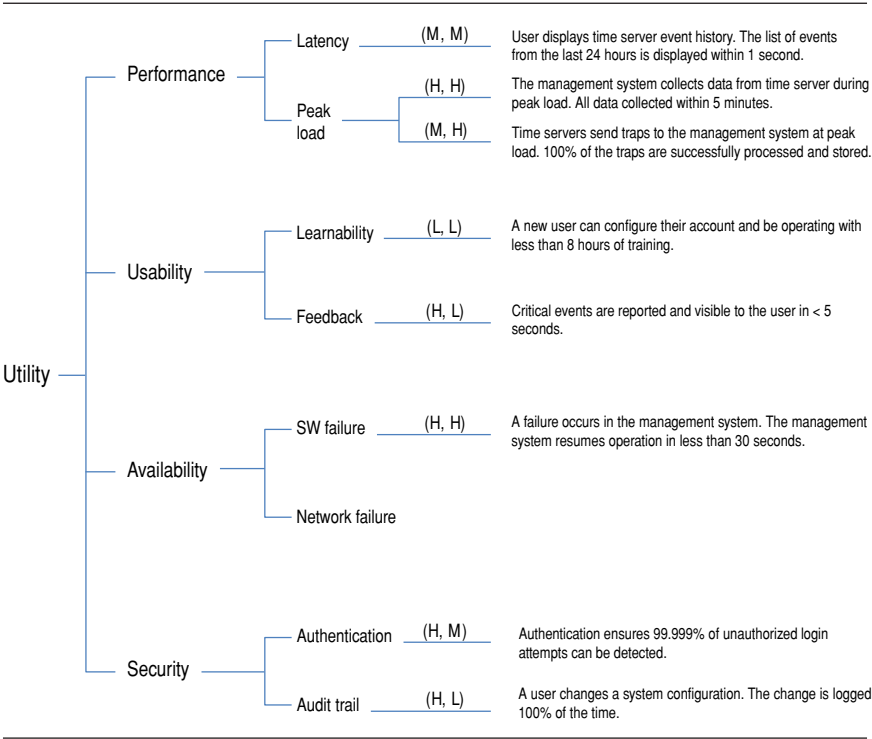 Utility
Performance
Latency
(M, M)
User displays time server event history. The list of events
from the last 24 hours is displayed within 1 second.
Peak
load
(H, H)
The management system collects data from time server during
peak load. All data collected within 5 minutes.
(M, H)
Time servers send traps to the management system at peak
load. 100% of the traps are successfully processed and stored.
Usability
Learnability
(L, L)
A new user can configure their account and be operating with
less than 8 hours of training.
Feedback
(H, L)
Critical events are reported and visible to the user in < 5
seconds.
Availability
SW failure
(H, H)
A failure occurs in the management system. The management
system resumes operation in less than 30 seconds.
Network failure
Security
Authentication
(H, M)
Authentication ensures 99.999% of unauthorized login
attempts can be detected.
Audit trail
(H, L)
A user changes a system configuration. The change is logged
100% of the time.